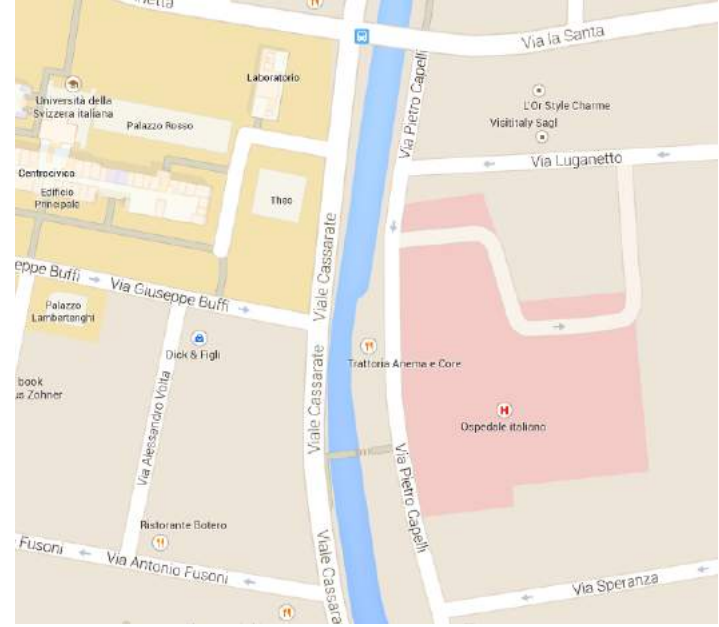 netta
Via la Santa
Laboratorio
Via Pietro Capelli
Università della
Svizzera italiana
L'Or Style Charme
Visititaly Sagl
Palazzo Rosso
Via Luganetto
Centrocivico
Edificio
Principale
Theo
Viale Cassarate
eppe Buffi
Via Giuseppe Buffi
Palazzo
Lambertenghi
Dick & Figli
Trattoria Anema e Core
Viale Cassarate
book
us Zohner
Via Alessandro Volta
H
Ospedale italiano
Via Pietro Capelli
Ristorante Botero
Fusoni
Via Antonio Fusoni
Viale Cassara
Via Speranza